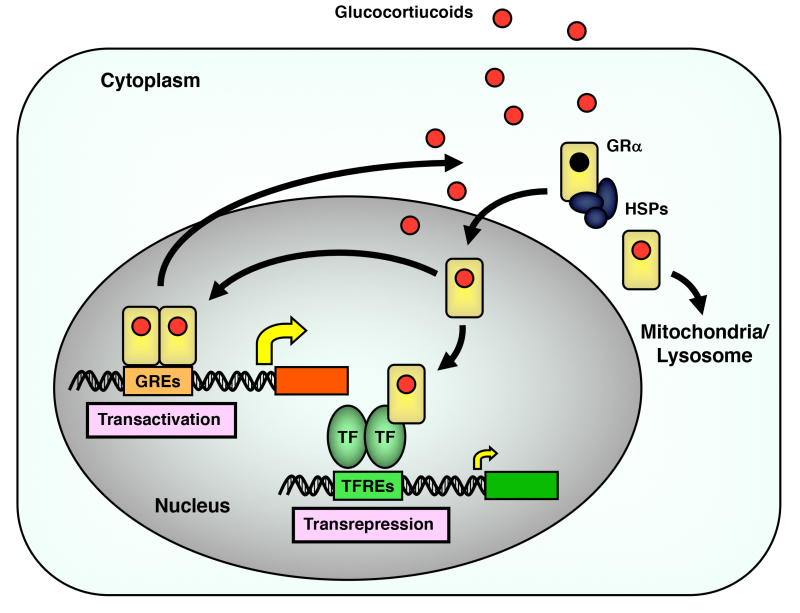 Glucocortiucoids
Cytoplasm
GRα
HSPs
Mitochondria/
Lysosome
GREs
Transactivation
TF TF
TFREs
Nucleus
Transrepression